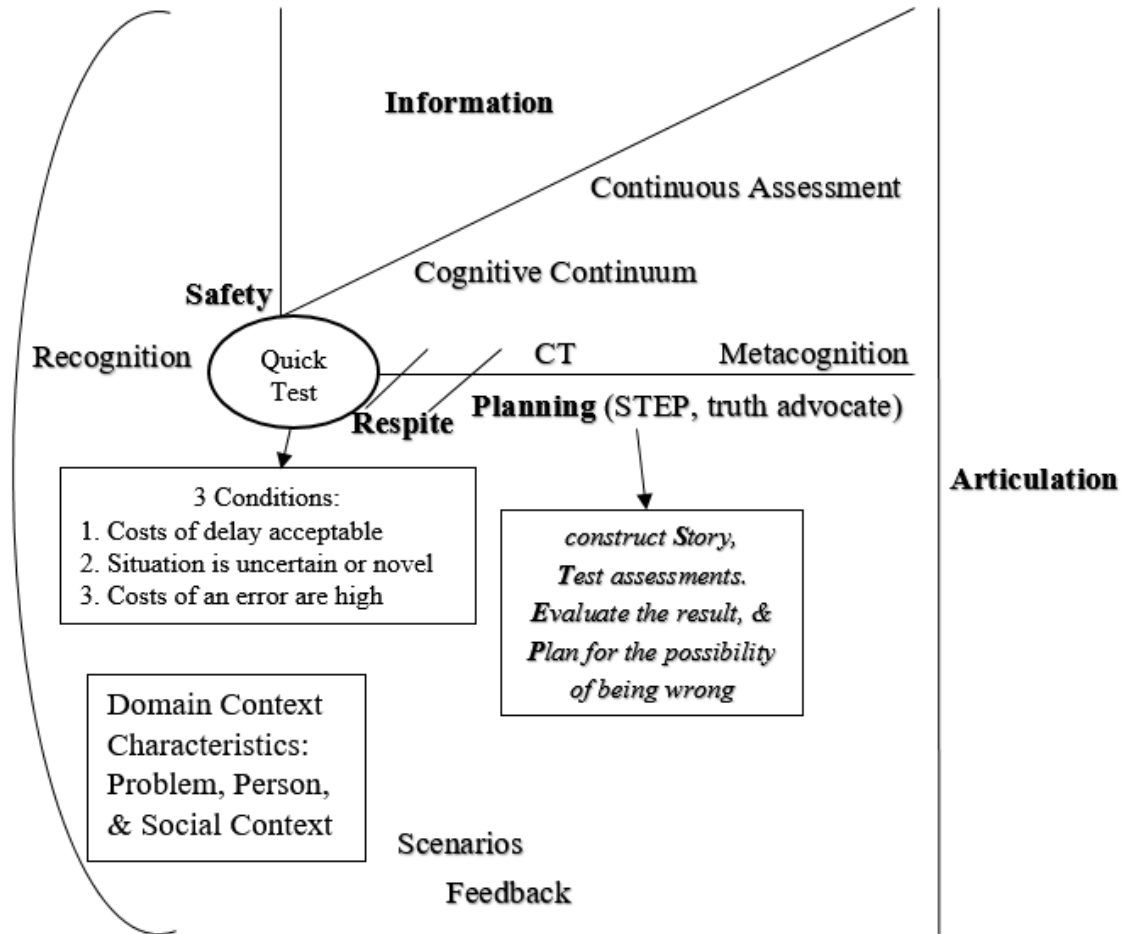 Information
Continuous Assessment
Cognitive Continuum
Safety
Recognition
Quick
Test
CT
Metacognition
Respite
Planning (STEP, truth advocate)
Articulation
3 Conditions:
1. Costs of delay acceptable
2. Situation is uncertain or novel
3. Costs of an error are high
construct Story,
Test assessments.
Evaluate the result, &
Plan for the possibility
of being wrong
Domain Context
Characteristics:
Problem, Person,
& Social Context
Scenarios
Feedback